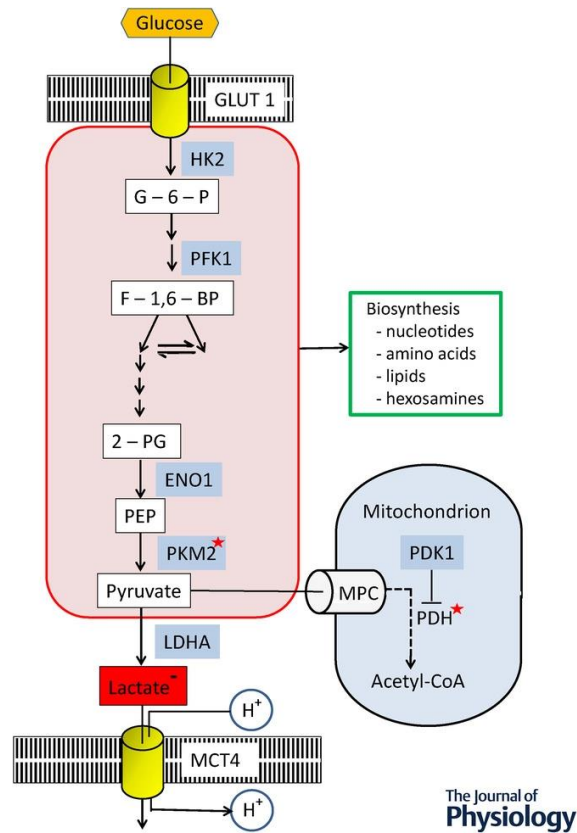 Glucose
GLUT 1
HK2
G – 6 – P
PFK1
F – 1,6 – BP
Biosynthesis
- nucleotides
- amino acids
- lipids
- hexosamines
2 – PG
ENO1
PEP
PKM2
Pyruvate
Mitochondrion
PDK1
MPC
PDH
Acetyl-CoA
LDHA
Lactate⁻
H⁺
MCT4
H⁺
The Journal of
Physiology